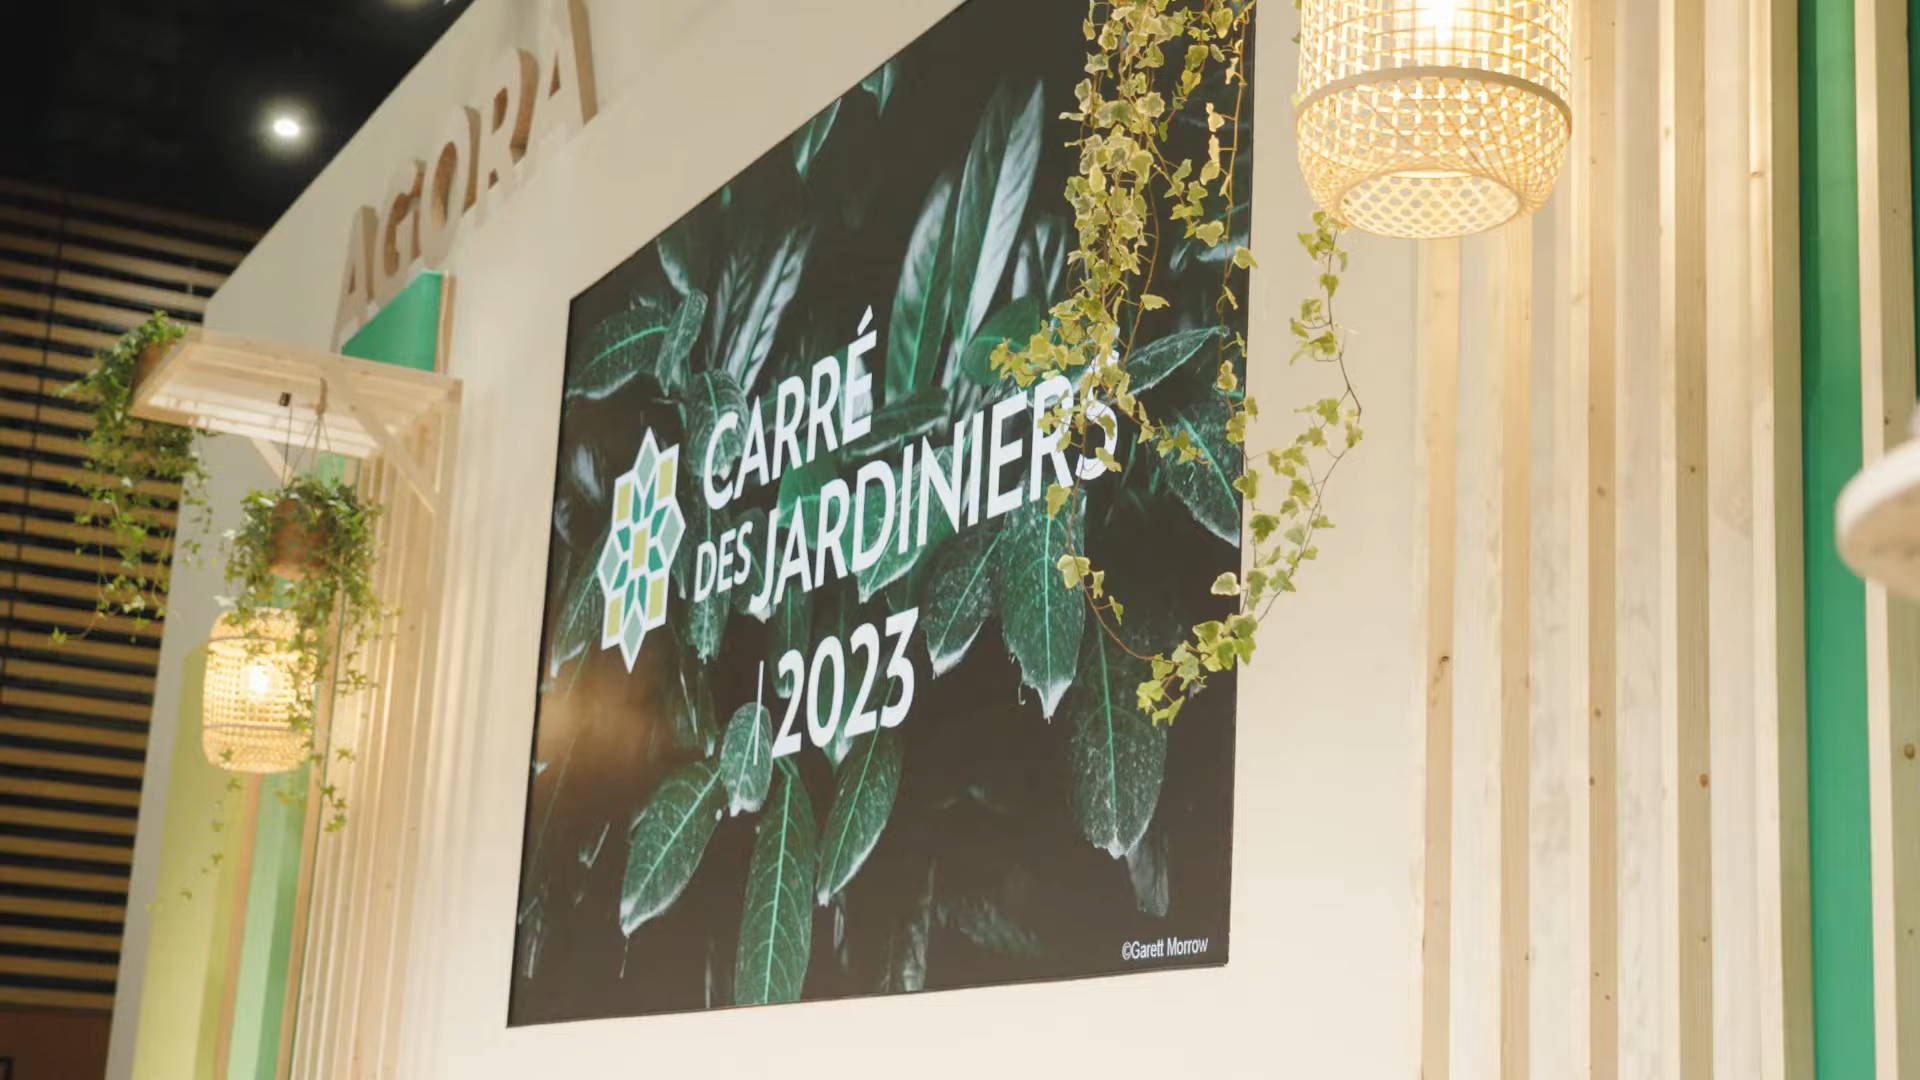 AGORA
CARRÉ
DES JARDINIERS
| 2023
©Garett Morrow